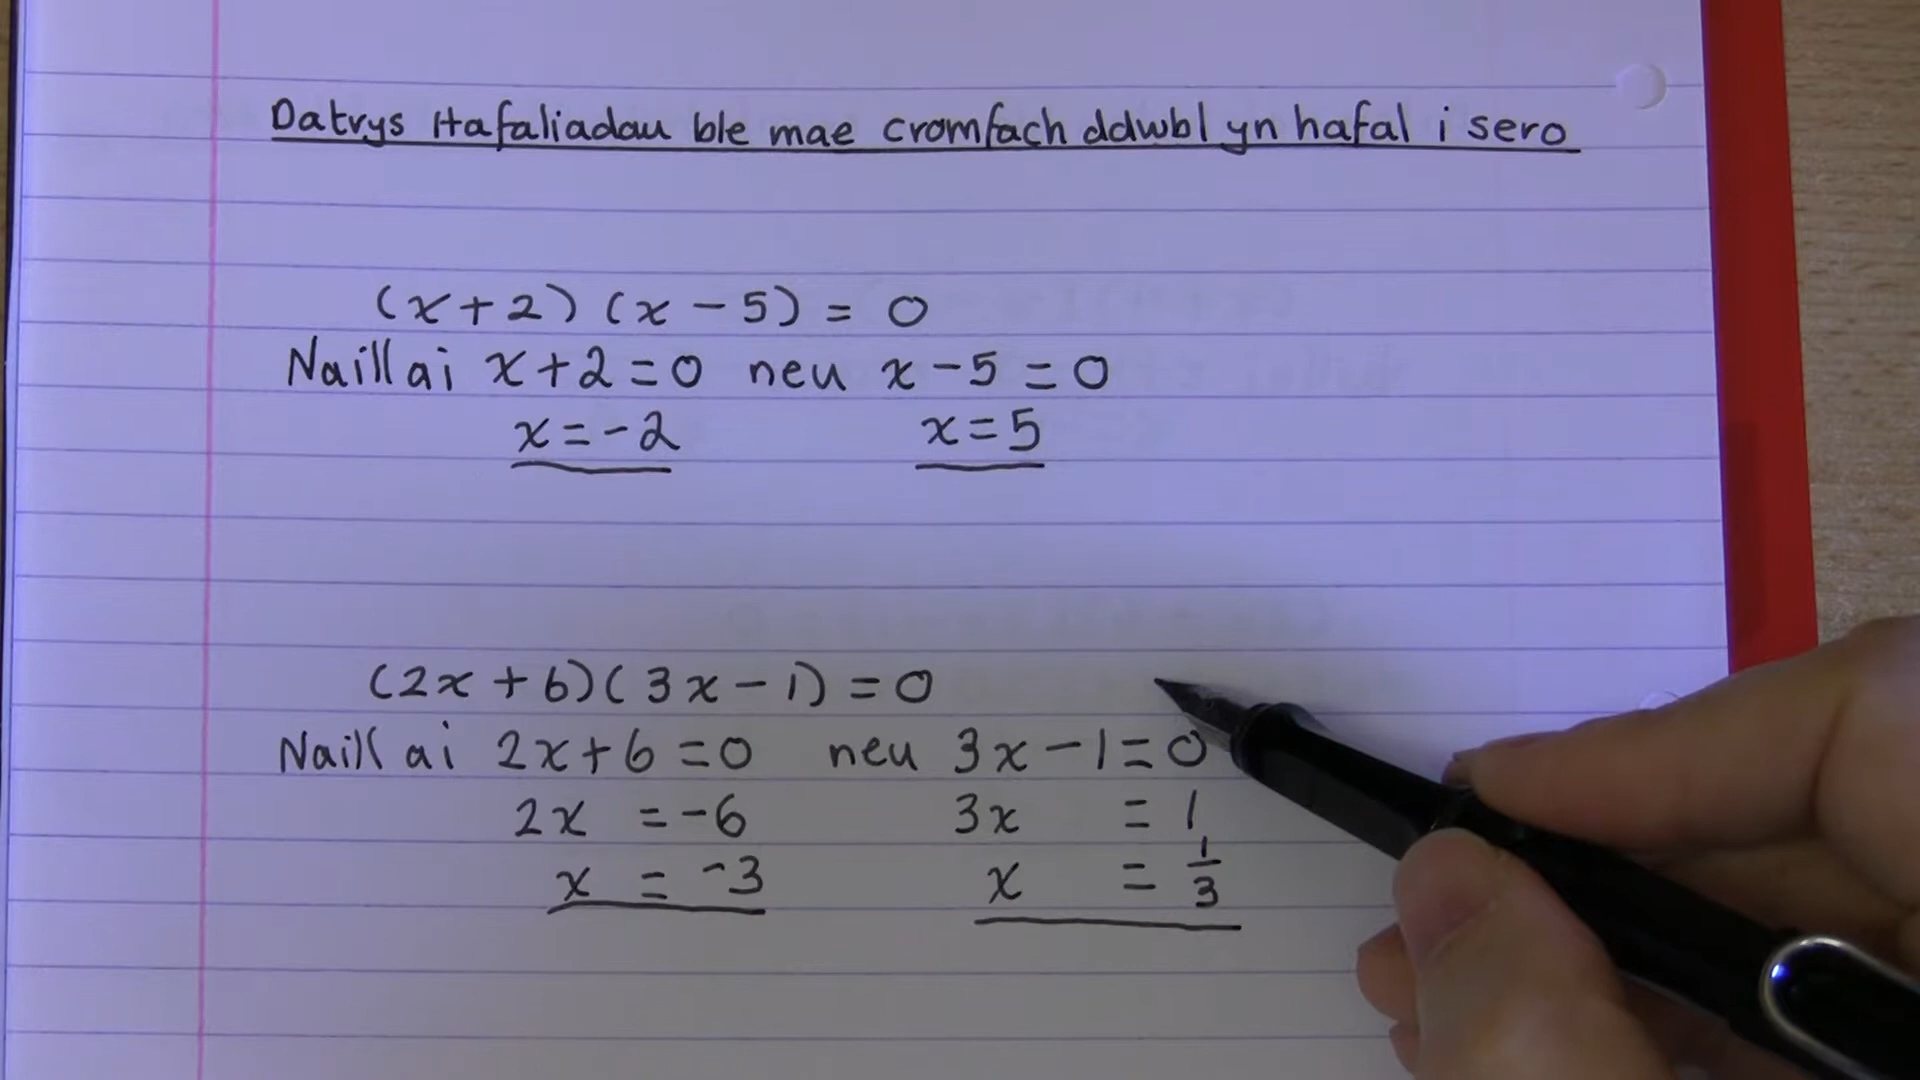 Datrys Hafaliadau ble mae cromfach ddwbl yn hafal i sero
(x+2)(x-5) = 0
Naill ai x+2=0 neu x-5=0
x=-2 x=5
(2x+6)(3x-1)=0
Naill ai 2x+6=0 neu 3x-1=0
2x =-6 3x = 1
x = -3 x = 1/3